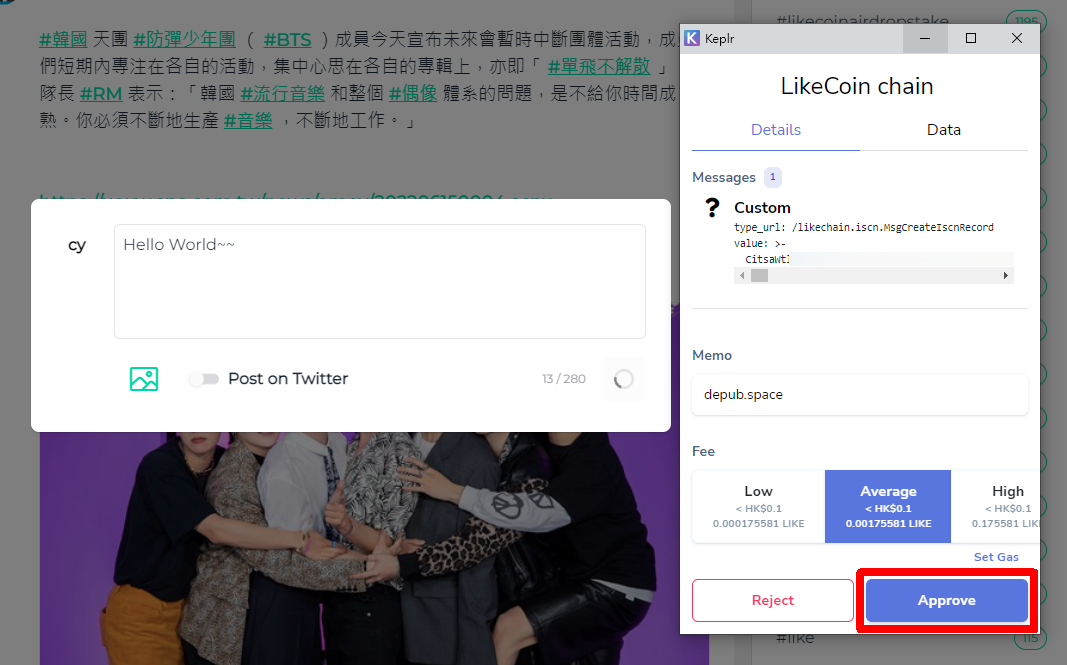 #韓國 天團 #防彈少年團 （ #BTS ）成員今天宣布未來會暫時中斷團體活動，成
們短期內專注在各自的活動，集中心思在各自的專輯上，亦即「 #單飛不解散 」
隊長 #RM 表示：「韓國 #流行音樂 和整個 #偶像 體系的問題，是不給你時間成
熟。你必須不斷地生產 #音樂 ，不斷地工作。」
cy
Hello World~~
Post on Twitter
13 / 280
#likecoinairdropstake
1195
Keplr
LikeCoin chain
Details
Data
Messages 1
?
Custom
type_url: /likechain.iscn.MsgCreateIscnRecord
value: >-
CitsaWtl
Memo
depub.space
Fee
Low
< HK$0.1
0.000175581 LIKE
Average
< HK$0.1
0.00175581 LIKE
High
< HK$0.1
0.175581 LIK
Set Gas
Reject
Approve
#like
115